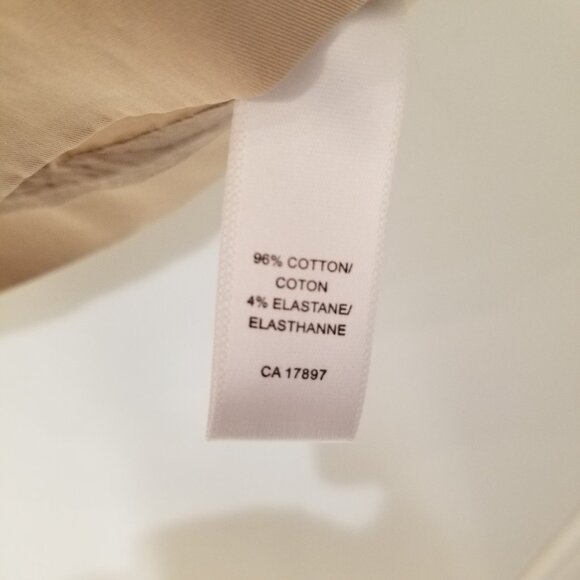 96% COTTON/
COTON
4% ELASTANE/
ELASTHANNE
CA 17897